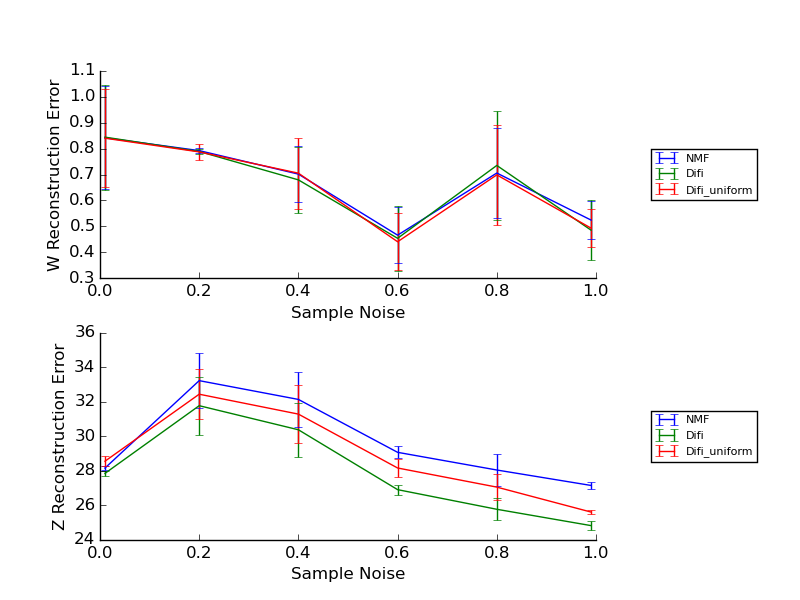 1.1
1.0
0.9
0.8
0.7
0.6
0.5
0.4
0.3
W Reconstruction Error
0.0 0.2 0.4 0.6 0.8 1.0
Sample Noise
NMF
Difi
Difi_uniform
36
34
32
30
28
26
24
Z Reconstruction Error
0.0 0.2 0.4 0.6 0.8 1.0
Sample Noise
NMF
Difi
Difi_uniform